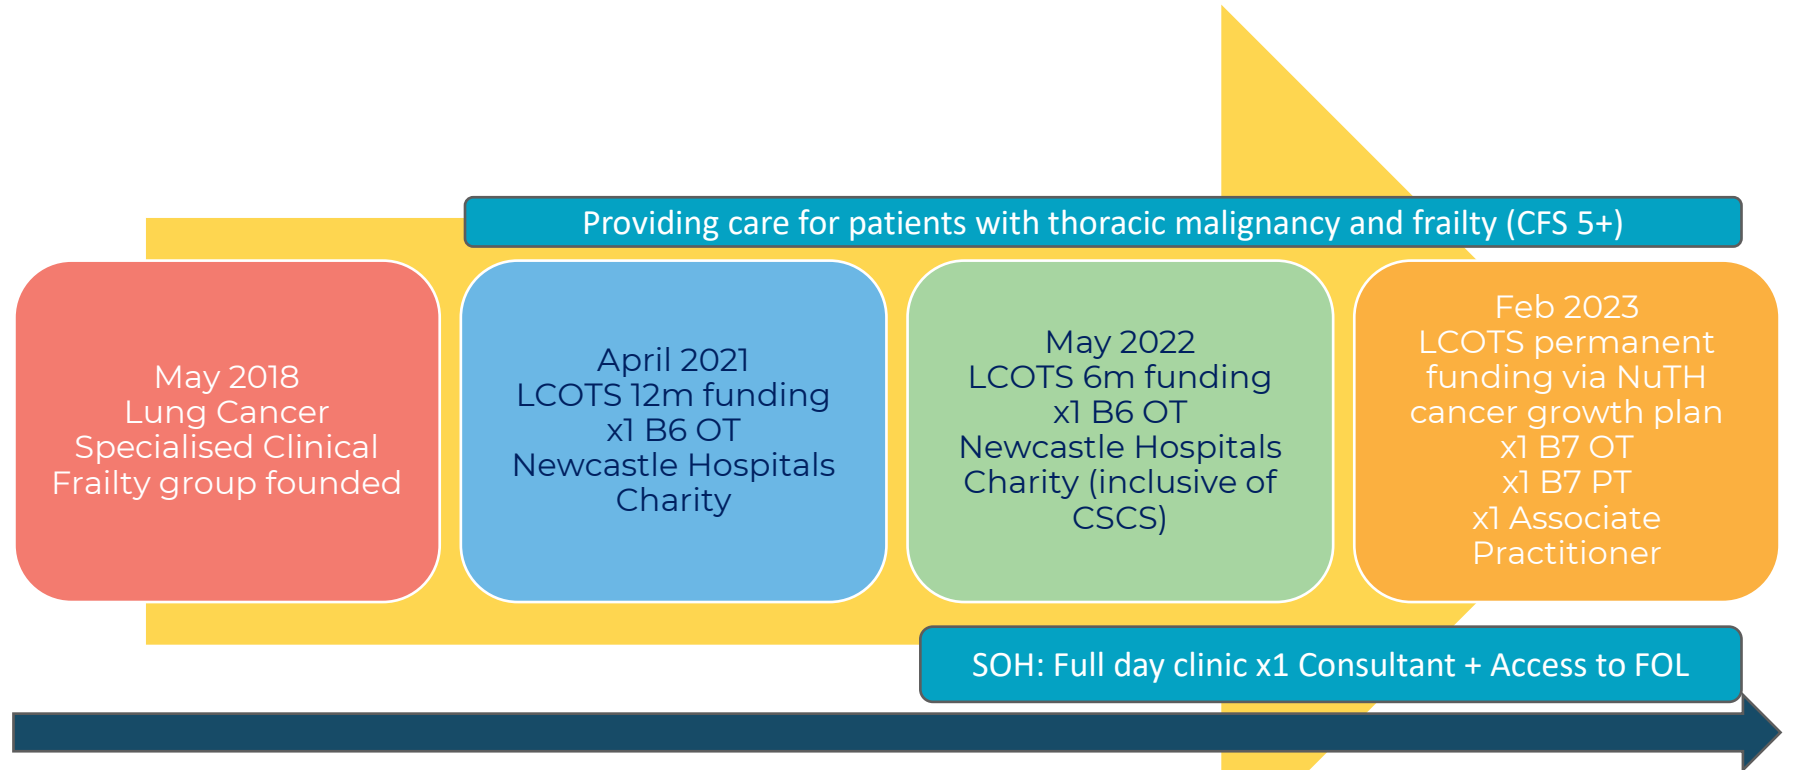 Providing care for patients with thoracic malignancy and frailty (CFS 5+)
May 2018
Lung Cancer
Specialised Clinical
Frailty group founded
April 2021
LCOTS 12m funding
x1 B6 OT
Newcastle Hospitals
Charity
May 2022
LCOTS 6m funding
x1 B6 OT
Newcastle Hospitals
Charity (inclusive of
CSCS)
Feb 2023
LCOTS permanent
funding via NuTH
cancer growth plan
x1 B7 OT
x1 B7 PT
x1 Associate
Practitioner
SOH: Full day clinic x1 Consultant + Access to FOL